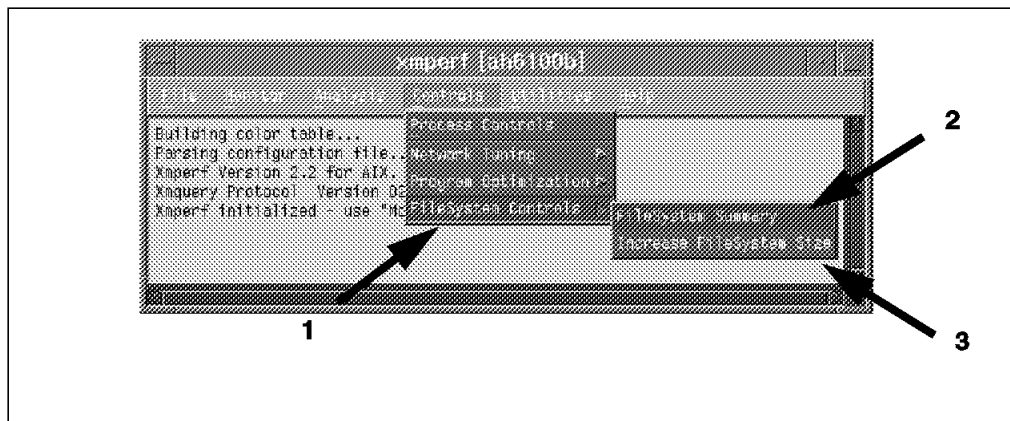 xmperf [ah6100b]
File Monitor Analysis Controls Utilities Help
Building color table...
Parsing configuration file..
Xmperf Version 2.2 for AIX.
Xmquery Protocol Version 02
Xmperf initialized - use "Mo
Process Controls
Network Tuning
Program Optimization
FileSystem Controls
FileSystem Summary
Increase FileSystem Size
1
2
3